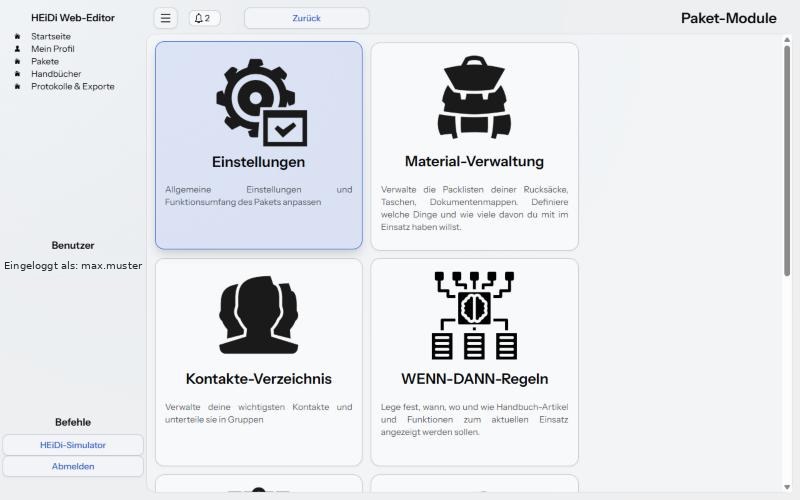 HEiDi Web-Editor
Startseite
Mein Profil
Pakete
Handbücher
Protokolle & Exporte
Benutzer
Eingeloggt als: max.muster
Befehle
HEiDi-Simulator
Abmelden
2
Zurück
Paket-Module
Einstellungen
Allgemeine Einstellungen und
Funktionsumfang des Pakets anpassen
Material-Verwaltung
Verwalte die Packlisten deiner Rucksäcke,
Taschen, Dokumentenmappen. Definiere
welche Dinge und wie viele davon du mit im
Einsatz haben willst.
Kontakte-Verzeichnis
Verwalte deine wichtigsten Kontakte und
unterteile sie in Gruppen
WENN-DANN-Regeln
Lege fest, wann, wo und wie Handbuch-Artikel
und Funktionen zum aktuellen Einsatz
angezeigt werden sollen.